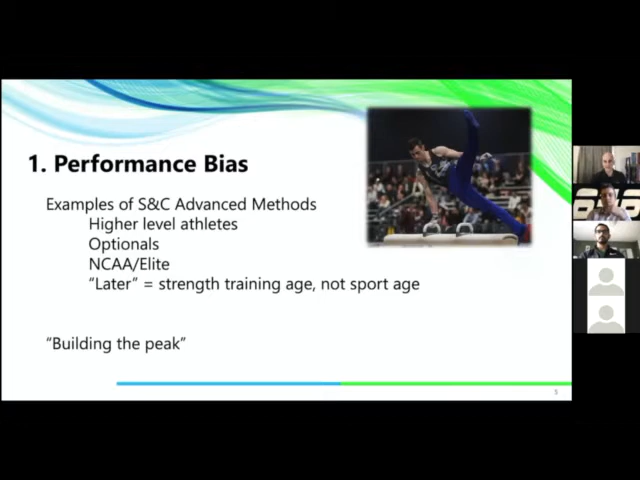 1. Performance Bias
Examples of S&C Advanced Methods
Higher level athletes
Optionals
NCAA/Elite
“Later” = strength training age, not sport age
“Building the peak”
5